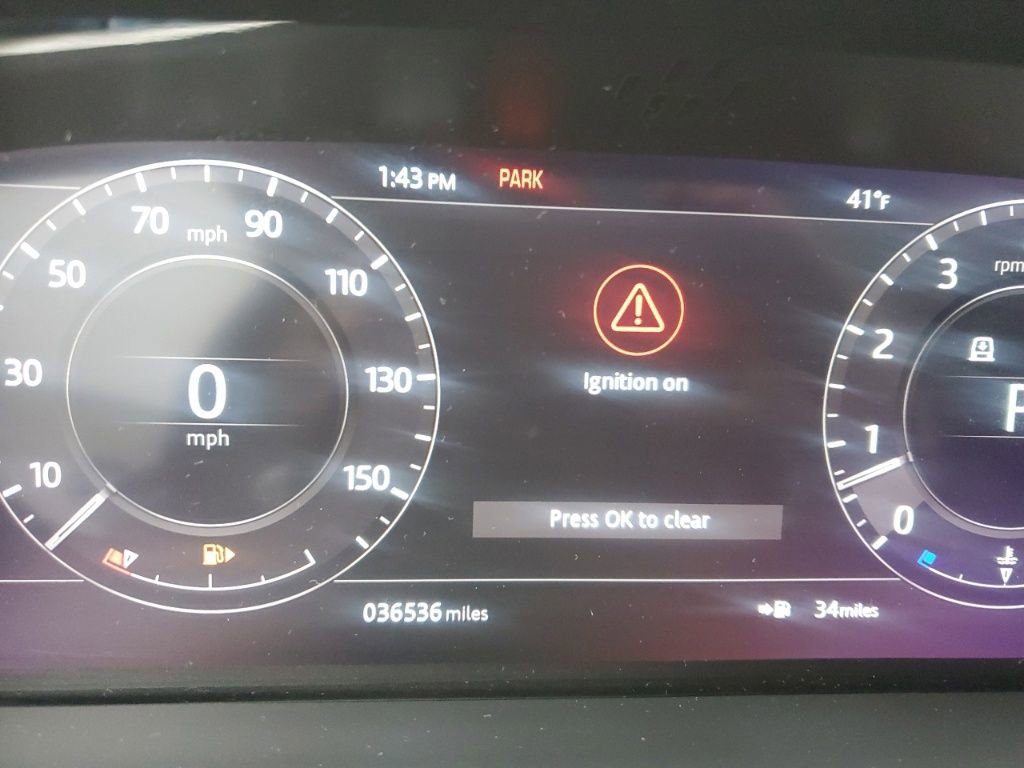 1:43 PM PARK 41°F
70 mph 90
50 110
30 130
0
mph
10 150
Ignition on
Press OK to clear
036536 miles 34miles
rpm
3
2
1
0